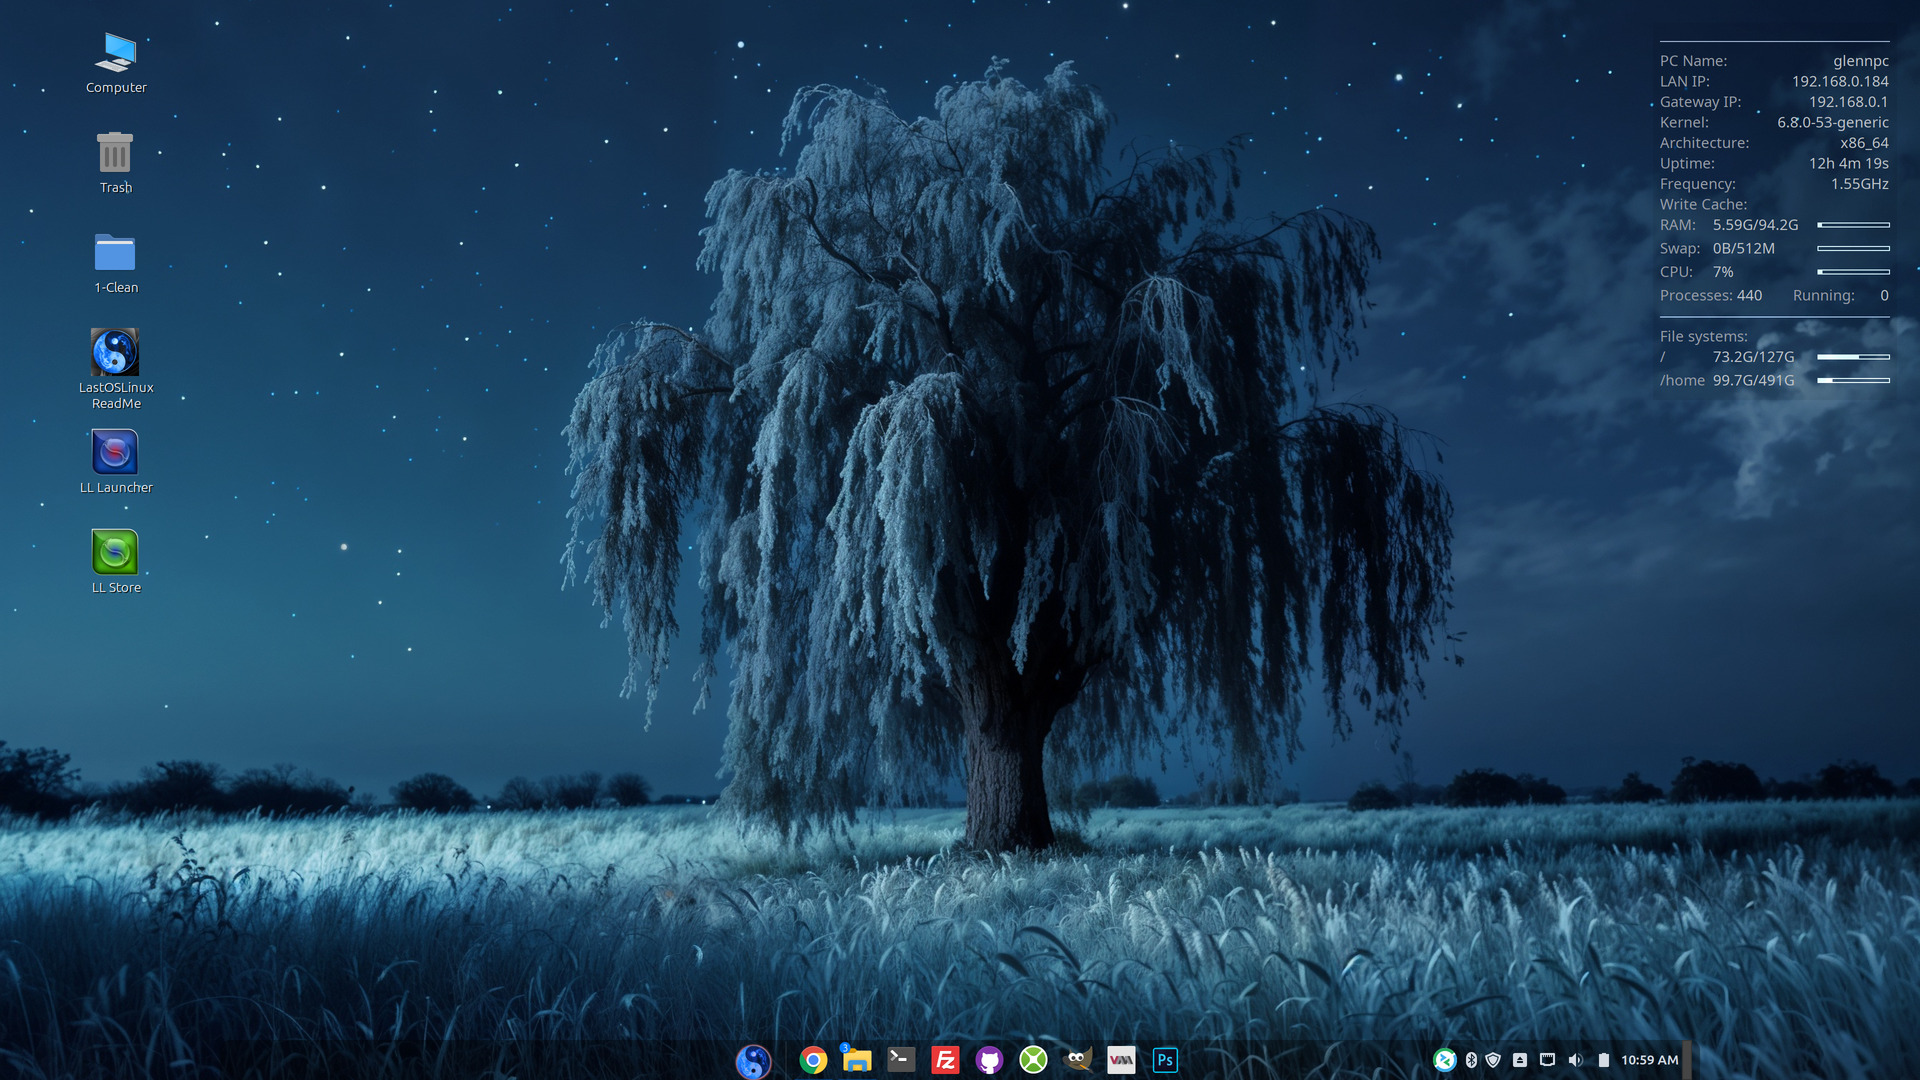 Computer
Trash
1-Clean
LastOSLinux
ReadMe
LL Launcher
LL Store
PC Name: glennpc
LAN IP: 192.168.0.184
Gateway IP: 192.168.0.1
Kernel: 6.8.0-53-generic
Architecture: x86_64
Uptime: 12h 4m 19s
Frequency: 1.55GHz
Write Cache:
RAM: 5.59G/94.2G
Swap: 0B/512M
CPU: 7%
Processes: 440 Running: 0
File systems:
/ 73.2G/127G
/home 99.7G/491G
3
Fz
VMM
Ps
10:59 AM